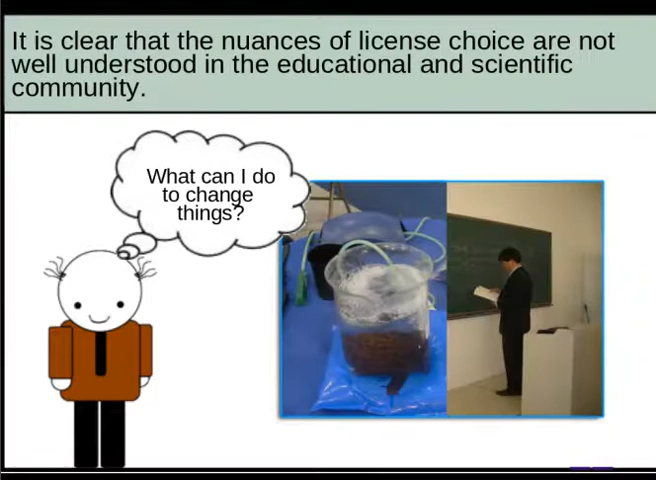 It is clear that the nuances of license choice are not
well understood in the educational and scientific
community.
What can I do
to change
things?